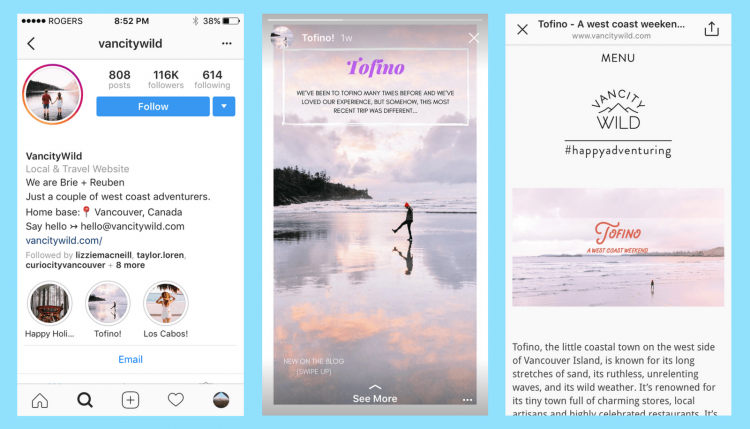 ROGERS
8:52 PM
38%
vancitywild
808
116K
614
posts
followers
following
Follow
VancityWild
Local & Travel Website
We are Brie + Reuben
Just a couple of west coast adventurers.
Home base:📍 Vancouver, Canada
Say hello ↣ hello@vancitywild.com
vancitywild.com/
Followed by lizziemacneill, taylor.loren,
curiocityvancouver + 8 more
Happy Holi...
Tofino!
Los Cabos!
Email
Tofino! 1w
Tofino
WE'VE BEEN TO TOFINO MANY TIMES BEFORE AND WE'VE
LOVED OUR EXPERIENCE, BUT SOMEHOW, THIS MOST
RECENT TRIP WAS DIFFERENT...
NEW ON THE BLOG
(SWIPE UP)
See More
Tofino - A west coast weeken...
www.vancitywild.com
MENU
VANCITY
WILD
#happyadventuring
TOFINO
A WEST COAST WEEKEND
Tofino, the little coastal town on the west side
of Vancouver Island, is known for its long
stretches of sand, its ruthless, unrelenting
waves, and its wild weather. It's renowned for
its tiny town full of charming stores, local
artisans and highly celebrated restaurants. It's